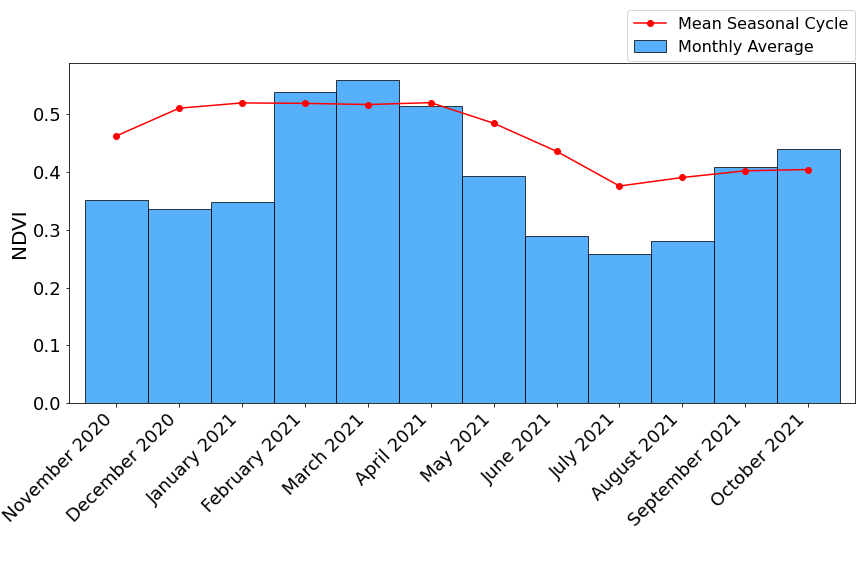 Mean Seasonal Cycle
Monthly Average
NDVI
0.5
0.4
0.3
0.2
0.1
0.0
November 2020
December 2020
January 2021
February 2021
March 2021
April 2021
May 2021
June 2021
July 2021
August 2021
September 2021
October 2021